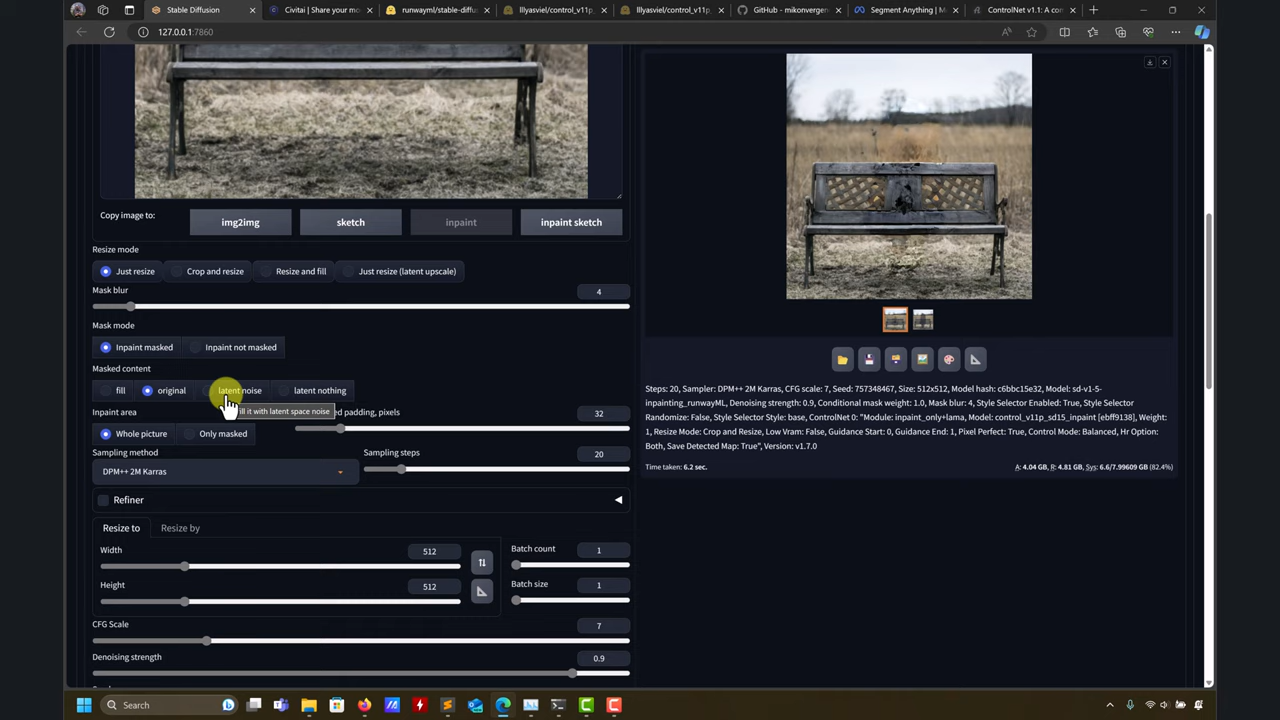 Stable Diffusion
Civitai | Share your mo
runwayml/stable-diffu
lllyasviel/control_v11p_
lllyasviel/control_v11p_
GitHub - mikonvergen
Segment Anything | M
ControlNet v1.1: A con
127.0.0.1:7860
Copy image to:
img2img
sketch
inpaint
inpaint sketch
Resize mode
Just resize
Crop and resize
Resize and fill
Just resize (latent upscale)
Mask blur
4
Mask mode
Inpaint masked
Inpaint not masked
Masked content
fill
original
latent noise
latent nothing
fill it with latent space noise
Inpaint area
padding, pixels
32
Whole picture
Only masked
Sampling method
DPM++ 2M Karras
Sampling steps
20
Refiner
Resize to
Resize by
Width
512
Height
512
Batch count
1
Batch size
1
CFG Scale
7
Denoising strength
0.9
Steps: 20, Sampler: DPM++ 2M Karras, CFG scale: 7, Seed: 757348467, Size: 512x512, Model hash: c6bbc15e32, Model: sd-v1-5-
inpainting_runwayML, Denoising strength: 0.9, Conditional mask weight: 1.0, Mask blur: 4, Style Selector Enabled: True, Style Selector
Randomize: False, Style Selector Style: base, ControlNet 0: "Module: inpaint_only+lama, Model: control_v11p_sd15_inpaint [ebff9138], Weight:
1, Resize Mode: Crop and Resize, Low Vram: False, Guidance Start: 0, Guidance End: 1, Pixel Perfect: True, Control Mode: Balanced, Hr Option:
Both, Save Detected Map: True", Version: v1.7.0
Time taken: 6.2 sec.
A: 4.04 GB, R: 4.81 GB, Sys: 6.6/7.99609 GB (82.4%)
Search